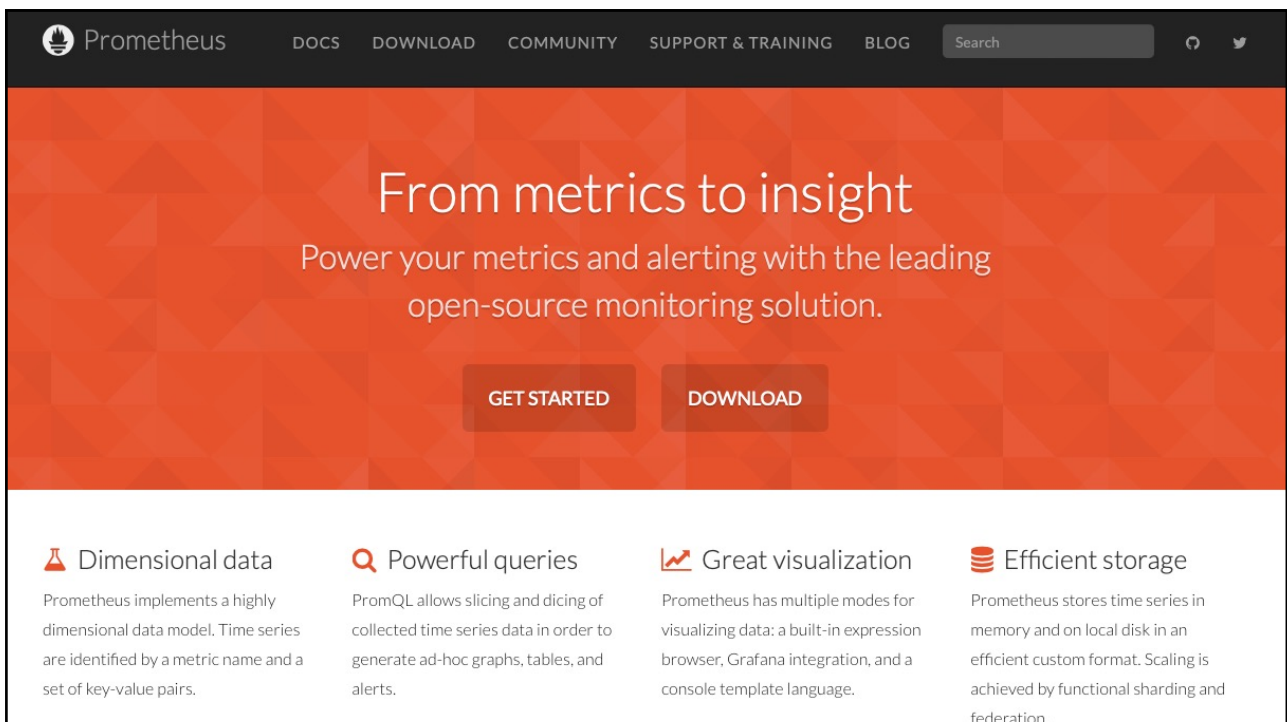 Prometheus
DOCS
DOWNLOAD
COMMUNITY
SUPPORT & TRAINING
BLOG
Search
From metrics to insight
Power your metrics and alerting with the leading
open-source monitoring solution.
GET STARTED
DOWNLOAD
Dimensional data
Prometheus implements a highly
dimensional data model. Time series
are identified by a metric name and a
set of key-value pairs.
Powerful queries
PromQL allows slicing and dicing of
collected time series data in order to
generate ad-hoc graphs, tables, and
alerts.
Great visualization
Prometheus has multiple modes for
visualizing data: a built-in expression
browser, Grafana integration, and a
console template language.
Efficient storage
Prometheus stores time series in
memory and on local disk in an
efficient custom format. Scaling is
achieved by functional sharding and
federation.